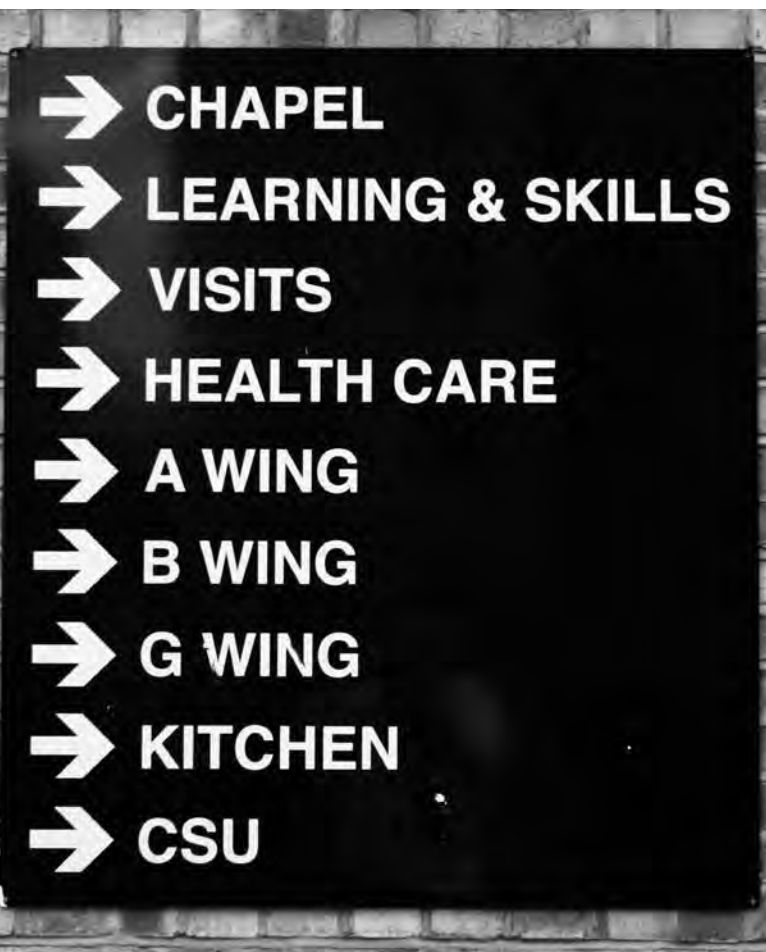 CHAPEL
LEARNING & SKILLS
VISITS
HEALTH CARE
A WING
B WING
G WING
KITCHEN
CSU